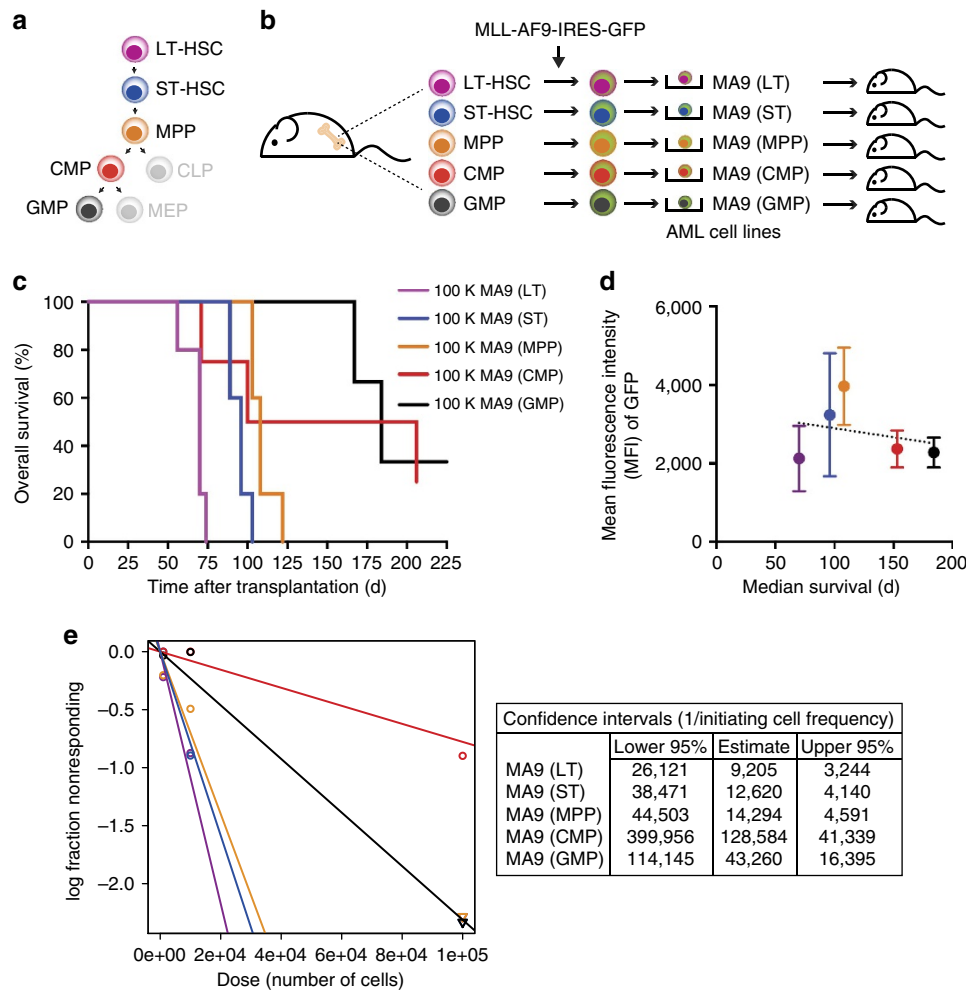 a
LT-HSC
ST-HSC
MPP
CMP
CLP
GMP
MEP
b
MLL-AF9-IRES-GFP
LT-HSC
MA9 (LT)
ST-HSC
MA9 (ST)
MPP
MA9 (MPP)
CMP
MA9 (CMP)
GMP
MA9 (GMP)
AML cell lines
c
Overall survival (%)
100
80
60
40
20
0
0 25 50 75 100 125 150 175 200 225
Time after transplantation (d)
100 K MA9 (LT)
100 K MA9 (ST)
100 K MA9 (MPP)
100 K MA9 (CMP)
100 K MA9 (GMP)
d
Mean fluorescence intensity
(MFI) of GFP
6,000
4,000
2,000
0
0 50 100 150 200
Median survival (d)
e
log fraction nonresponding
0.0
−0.5
−1.0
−1.5
−2.0
0e+00 2e+04 4e+04 6e+04 8e+04 1e+05
Dose (number of cells)
Confidence intervals (1/initiating cell frequency)
Lower 95% Estimate Upper 95%
MA9 (LT) 26,121 9,205 3,244
MA9 (ST) 38,471 12,620 4,140
MA9 (MPP) 44,503 14,294 4,591
MA9 (CMP) 399,956 128,584 41,339
MA9 (GMP) 114,145 43,260 16,395